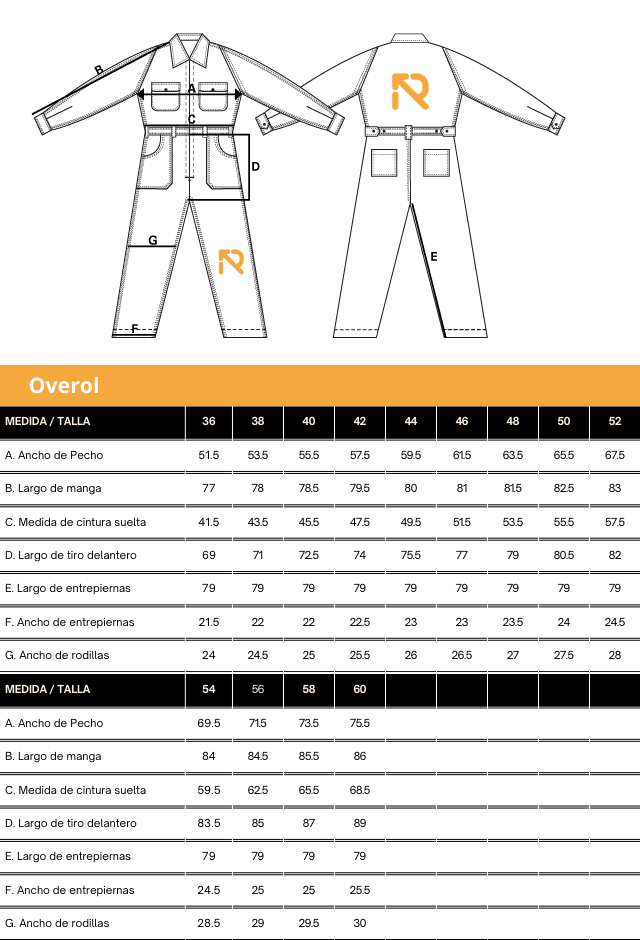 B
A
C
D
G
E
F
Overol
MEDIDA / TALLA 36 38 40 42 44 46 48 50 52
A. Ancho de Pecho 51.5 53.5 55.5 57.5 59.5 61.5 63.5 65.5 67.5
B. Largo de manga 77 78 78.5 79.5 80 81 81.5 82.5 83
C. Medida de cintura suelta 41.5 43.5 45.5 47.5 49.5 51.5 53.5 55.5 57.5
D. Largo de tiro delantero 69 71 72.5 74 75.5 77 79 80.5 82
E. Largo de entrepiernas 79 79 79 79 79 79 79 79 79
F. Ancho de entrepiernas 21.5 22 22 22.5 23 23 23.5 24 24.5
G. Ancho de rodillas 24 24.5 25 25.5 26 26.5 27 27.5 28
MEDIDA / TALLA 54 56 58 60
A. Ancho de Pecho 69.5 71.5 73.5 75.5
B. Largo de manga 84 84.5 85.5 86
C. Medida de cintura suelta 59.5 62.5 65.5 68.5
D. Largo de tiro delantero 83.5 85 87 89
E. Largo de entrepiernas 79 79 79 79
F. Ancho de entrepiernas 24.5 25 25 25.5
G. Ancho de rodillas 28.5 29 29.5 30